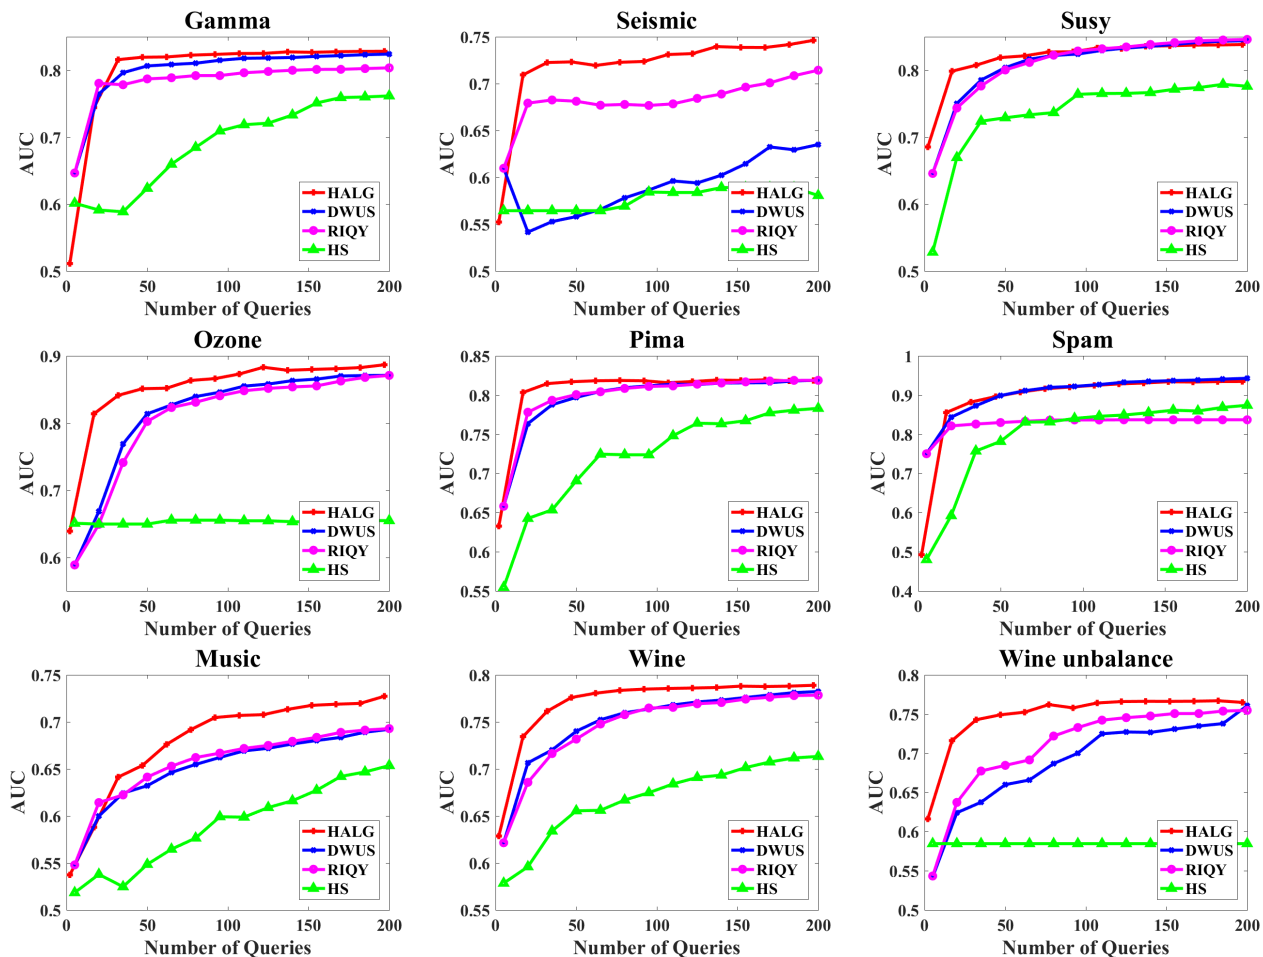 Gamma
AUC
0.8
0.7
0.6
0.5
0 50 100 150 200
Number of Queries
HALG
DWUS
RIQY
HS
Seismic
AUC
0.75
0.7
0.65
0.6
0.55
0.5
0 50 100 150 200
Number of Queries
HALG
DWUS
RIQY
HS
Susy
AUC
0.8
0.7
0.6
0.5
0 50 100 150 200
Number of Queries
HALG
DWUS
RIQY
HS
Ozone
AUC
0.9
0.8
0.7
0.6
0 50 100 150 200
Number of Queries
HALG
DWUS
RIQY
HS
Pima
AUC
0.85
0.8
0.75
0.7
0.65
0.6
0.55
0 50 100 150 200
Number of Queries
HALG
DWUS
RIQY
HS
Spam
AUC
1
0.9
0.8
0.7
0.6
0.5
0.4
0 50 100 150 200
Number of Queries
HALG
DWUS
RIQY
HS
Music
AUC
0.75
0.7
0.65
0.6
0.55
0.5
0 50 100 150 200
Number of Queries
HALG
DWUS
RIQY
HS
Wine
AUC
0.8
0.75
0.7
0.65
0.6
0.55
0 50 100 150 200
Number of Queries
HALG
DWUS
RIQY
HS
Wine unbalance
AUC
0.8
0.75
0.7
0.65
0.6
0.55
0.5
0 50 100 150 200
Number of Queries
HALG
DWUS
RIQY
HS